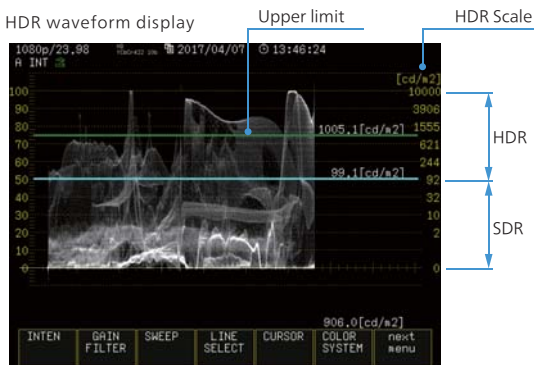 HDR waveform display
Upper limit
HDR Scale
1080p/23.98 2017/04/07 13:46:24
A INT
[cd/m2]
100 10000
90 3906
80 1555
1005.1[cd/m2]
70 621
60 244
99.1[cd/m2]
50 92
40 32
30 10
20 2
10
0 0
HDR
SDR
906.0[cd/m2]
INTEN GAIN FILTER SWEEP LINE SELECT CURSOR COLOR SYSTEM next menu